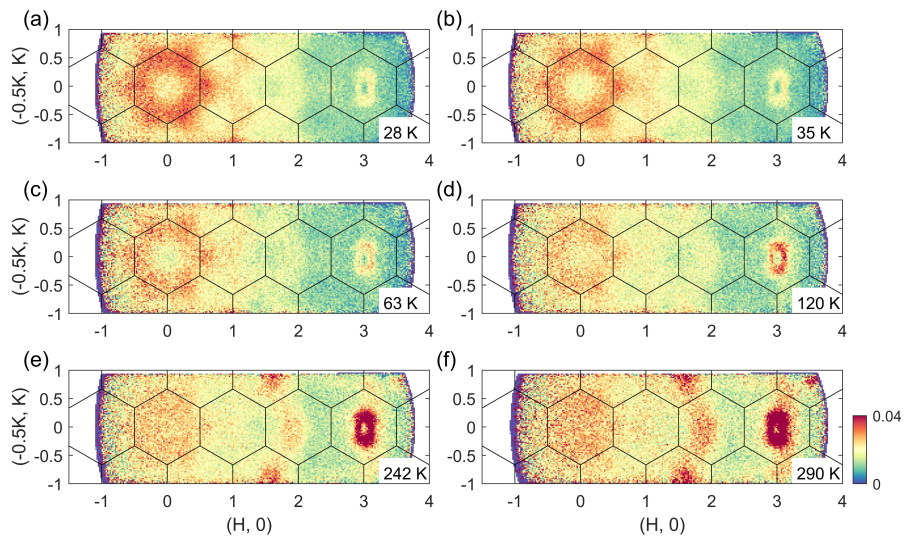 (a) (b)
1 1
0.5 0.5
0 0
-0.5 -0.5
-1 -1
(-0.5K, K)
28 K 35 K
-1 0 1 2 3 4 -1 0 1 2 3 4
(c) (d)
1 1
0.5 0.5
0 0
-0.5 -0.5
-1 -1
(-0.5K, K)
63 K 120 K
-1 0 1 2 3 4 -1 0 1 2 3 4
(e) (f)
1 1
0.5 0.5
0 0
-0.5 -0.5
-1 -1
(-0.5K, K)
242 K 290 K
0.04
0
-1 0 1 2 3 4 -1 0 1 2 3 4
(H, 0) (H, 0)